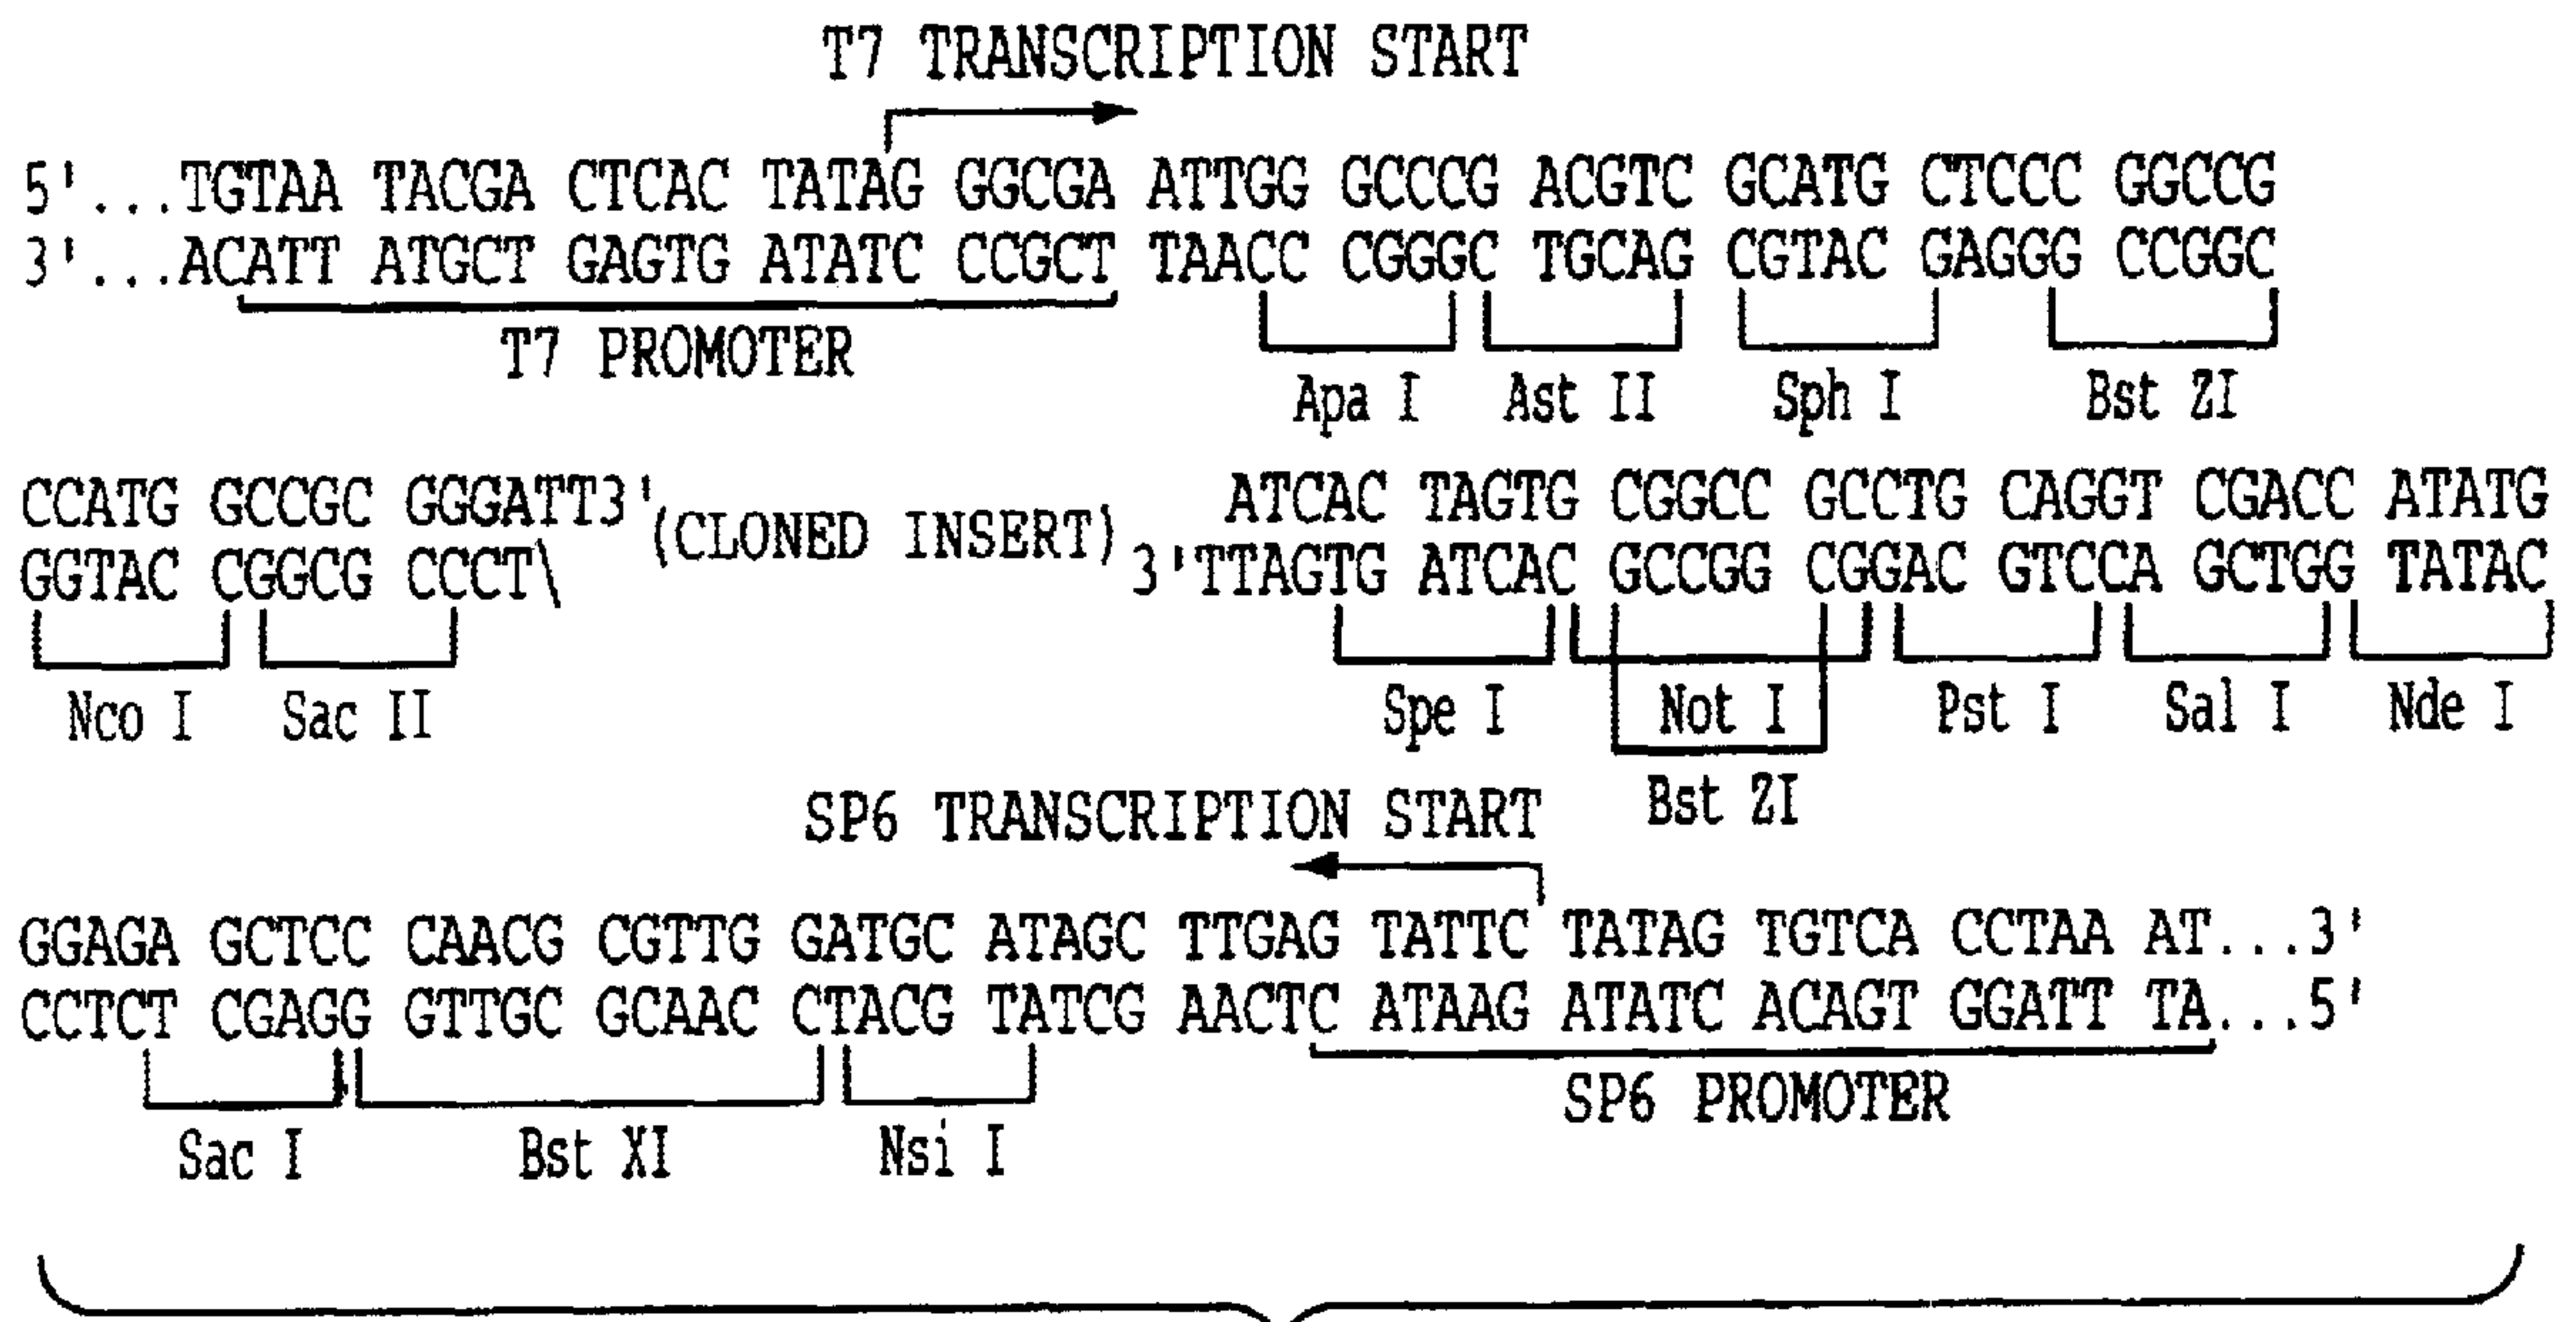 T7 TRANSCRIPTION START
5'...TGTAA TACGA CTCAC TATAG GGCGA ATTGG GCCCG ACGTC GCATG CTCCC GGCCG
3'...ACATT ATGCT GAGTG ATATC CCGCT TAACC CGGGC TGCAG CGTAC GAGGG CCGGC
T7 PROMOTER
Apa I Ast II Sph I Bst ZI
CCATG GCCGC GGGATT3' (CLONED INSERT) ATCAC TAGTG CGGCC GCCTG CAGGT CGACC ATATG
GGTAC CGGCG CCCT\ 3'TTAGTG ATCAC GCCGG CGGAC GTCCA GCTGG TATAC
Nco I Sac II Spe I Not I Pst I Sal I Nde I
Bst ZI
SP6 TRANSCRIPTION START
GGAGA GCTCC CAACG CGTTG GATGC ATAGC TTGAG TATTC TATAG TGTCA CCTAA AT...3'
CCTCT CGAGG GTTGC GCAAC CTACG TATCG AACTC ATAAG ATATC ACAGT GGATT TA...5'
SP6 PROMOTER
Sac I Bst XI Nsi I